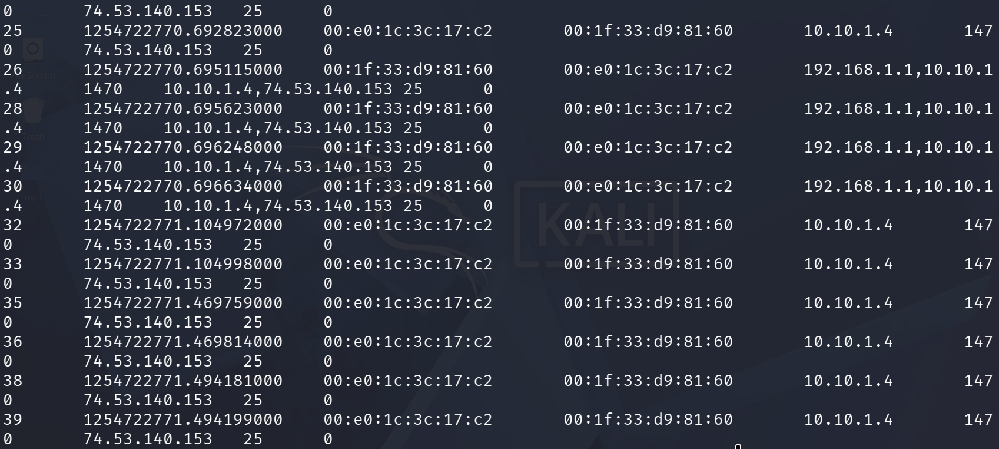 0 74.53.140.153 25 0
25 1254722770.692823000 00:e0:1c:3c:17:c2 00:1f:33:d9:81:60 10.10.1.4 147
0 74.53.140.153 25 0
26 1254722770.695115000 00:1f:33:d9:81:60 00:e0:1c:3c:17:c2 192.168.1.1,10.10.1
.4 1470 10.10.1.4,74.53.140.153 25 0
28 1254722770.695623000 00:1f:33:d9:81:60 00:e0:1c:3c:17:c2 192.168.1.1,10.10.1
.4 1470 10.10.1.4,74.53.140.153 25 0
29 1254722770.696248000 00:1f:33:d9:81:60 00:e0:1c:3c:17:c2 192.168.1.1,10.10.1
.4 1470 10.10.1.4,74.53.140.153 25 0
30 1254722770.696634000 00:1f:33:d9:81:60 00:e0:1c:3c:17:c2 192.168.1.1,10.10.1
.4 1470 10.10.1.4,74.53.140.153 25 0
32 1254722771.104972000 00:e0:1c:3c:17:c2 00:1f:33:d9:81:60 10.10.1.4 147
0 74.53.140.153 25 0
33 1254722771.104998000 00:e0:1c:3c:17:c2 00:1f:33:d9:81:60 10.10.1.4 147
0 74.53.140.153 25 0
35 1254722771.469759000 00:e0:1c:3c:17:c2 00:1f:33:d9:81:60 10.10.1.4 147
0 74.53.140.153 25 0
36 1254722771.469814000 00:e0:1c:3c:17:c2 00:1f:33:d9:81:60 10.10.1.4 147
0 74.53.140.153 25 0
38 1254722771.494181000 00:e0:1c:3c:17:c2 00:1f:33:d9:81:60 10.10.1.4 147
0 74.53.140.153 25 0
39 1254722771.494199000 00:e0:1c:3c:17:c2 00:1f:33:d9:81:60 10.10.1.4 147
0 74.53.140.153 25 0
Home
System
Trash
mp3
KALI